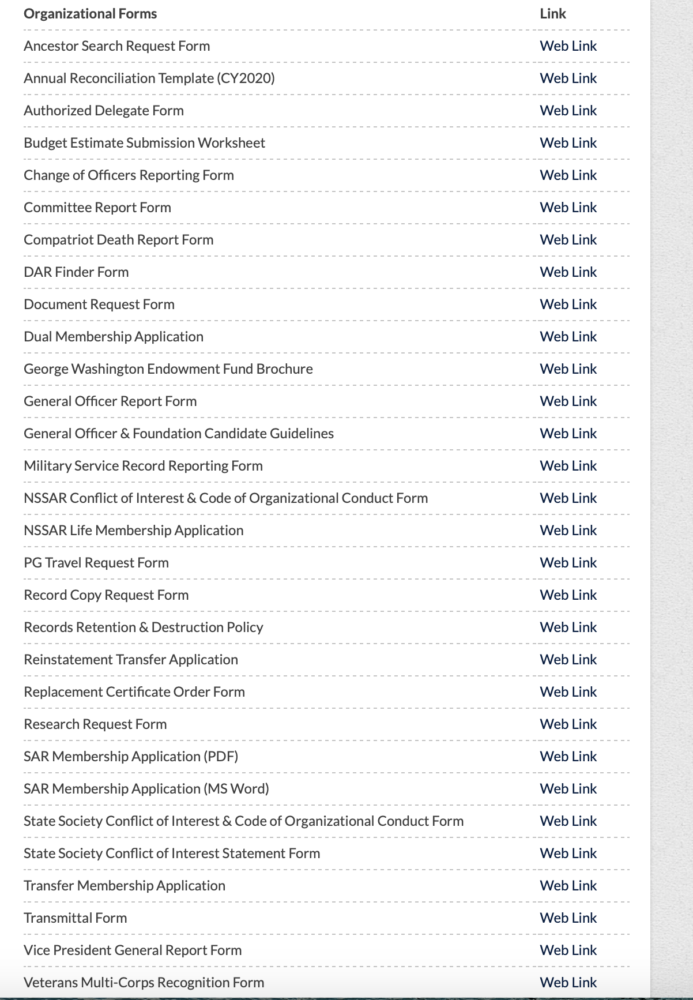 Organizational Forms Link
Ancestor Search Request Form Web Link
Annual Reconciliation Template (CY2020) Web Link
Authorized Delegate Form Web Link
Budget Estimate Submission Worksheet Web Link
Change of Officers Reporting Form Web Link
Committee Report Form Web Link
Compatriot Death Report Form Web Link
DAR Finder Form Web Link
Document Request Form Web Link
Dual Membership Application Web Link
George Washington Endowment Fund Brochure Web Link
General Officer Report Form Web Link
General Officer & Foundation Candidate Guidelines Web Link
Military Service Record Reporting Form Web Link
NSSAR Conflict of Interest & Code of Organizational Conduct Form Web Link
NSSAR Life Membership Application Web Link
PG Travel Request Form Web Link
Record Copy Request Form Web Link
Records Retention & Destruction Policy Web Link
Reinstatement Transfer Application Web Link
Replacement Certificate Order Form Web Link
Research Request Form Web Link
SAR Membership Application (PDF) Web Link
SAR Membership Application (MS Word) Web Link
State Society Conflict of Interest & Code of Organizational Conduct Form Web Link
State Society Conflict of Interest Statement Form Web Link
Transfer Membership Application Web Link
Transmittal Form Web Link
Vice President General Report Form Web Link
Veterans Multi-Corps Recognition Form Web Link